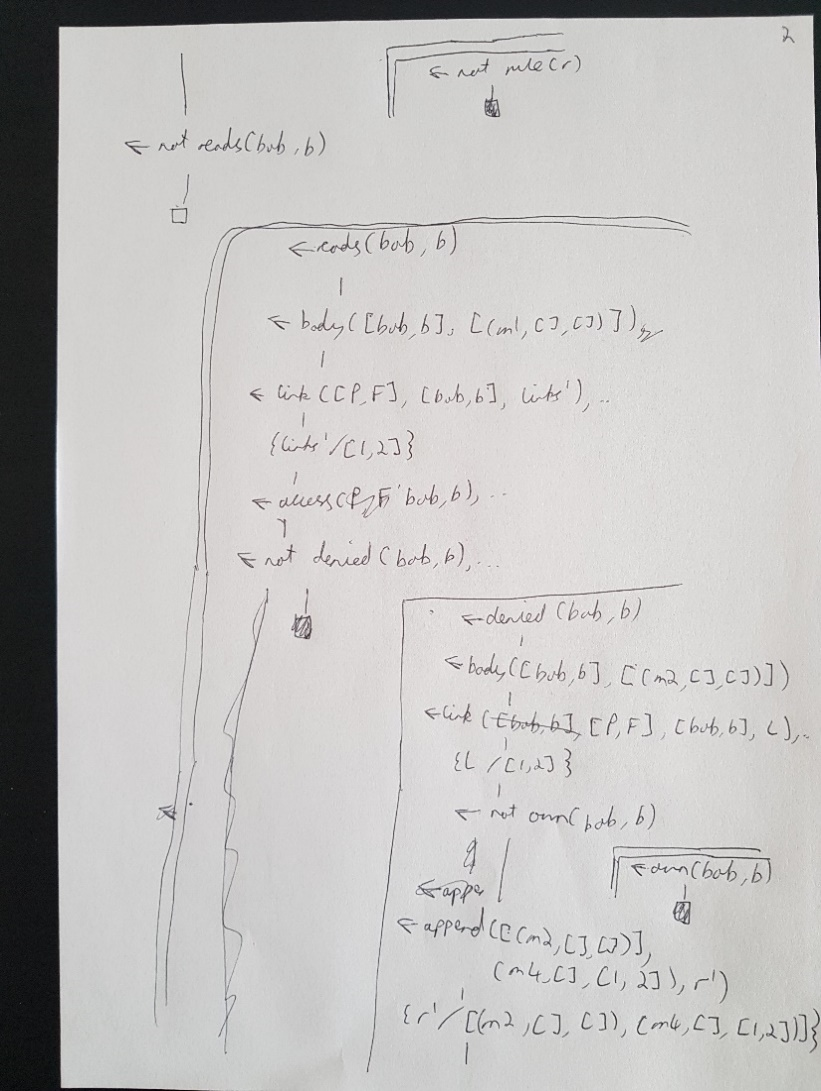 2
← not rule(r)
← not reads(bob, b)
← reads(bob, b)
← body([bob, b], [(m1, [], [])]),
← link([P, F], [bob, b], links'), ..
{links'/[1,2]}
← access( bob, b), ..
← not denied(bob, b), ...
← denied(bob, b)
← body([bob, b], [(m2, [], [])])
← link([bob, b], [P, F], [bob, b], L), ..
{L / [1,2]}
← not own(bob, b)
← own(bob, b)
← appe
← append([(m2, [], [])],
(m4, [], [1, 2]), r')
{r'/[(m2, [], []), (m4, [], [1,2])]}